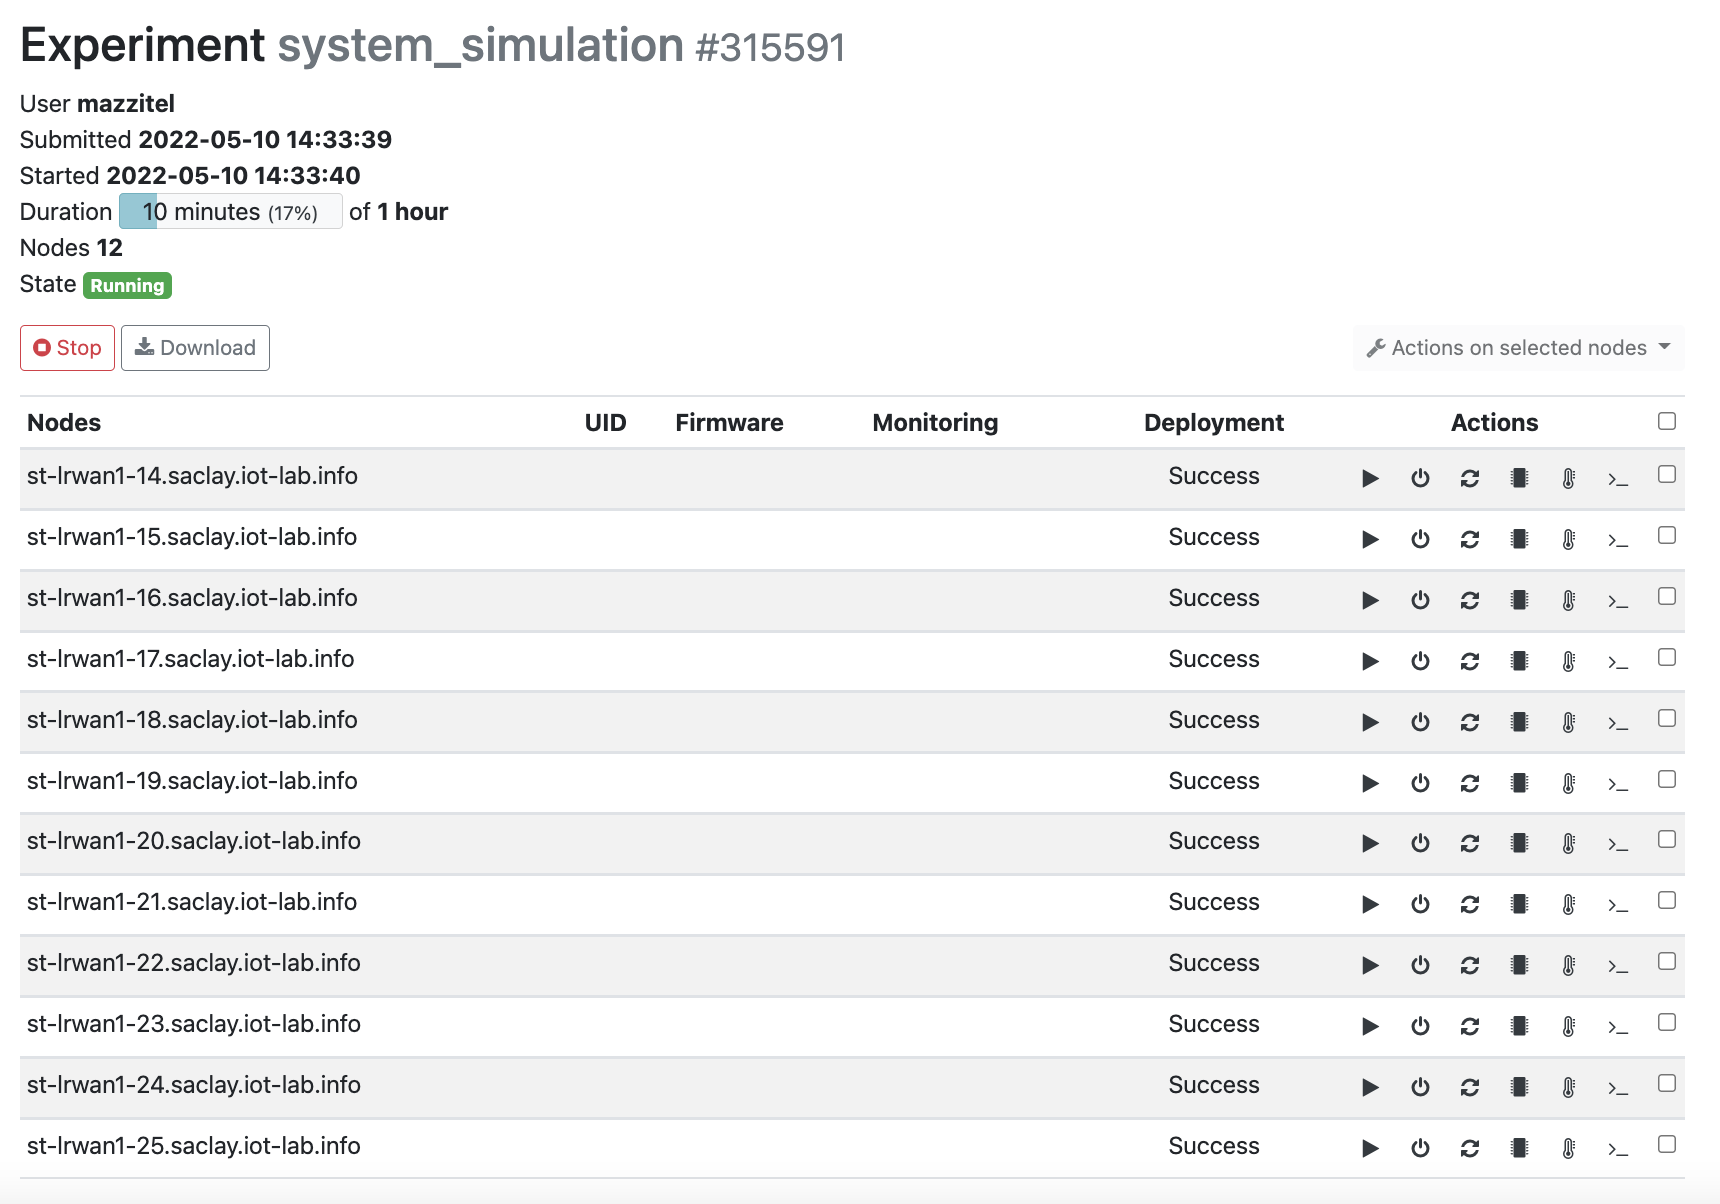 Experiment system_simulation #315591
User mazzitel
Submitted 2022-05-10 14:33:39
Started 2022-05-10 14:33:40
Duration 10 minutes (17%) of 1 hour
Nodes 12
State Running
Stop Download Actions on selected nodes
Nodes UID Firmware Monitoring Deployment Actions
st-lrwan1-14.saclay.iot-lab.info Success
st-lrwan1-15.saclay.iot-lab.info Success
st-lrwan1-16.saclay.iot-lab.info Success
st-lrwan1-17.saclay.iot-lab.info Success
st-lrwan1-18.saclay.iot-lab.info Success
st-lrwan1-19.saclay.iot-lab.info Success
st-lrwan1-20.saclay.iot-lab.info Success
st-lrwan1-21.saclay.iot-lab.info Success
st-lrwan1-22.saclay.iot-lab.info Success
st-lrwan1-23.saclay.iot-lab.info Success
st-lrwan1-24.saclay.iot-lab.info Success
st-lrwan1-25.saclay.iot-lab.info Success